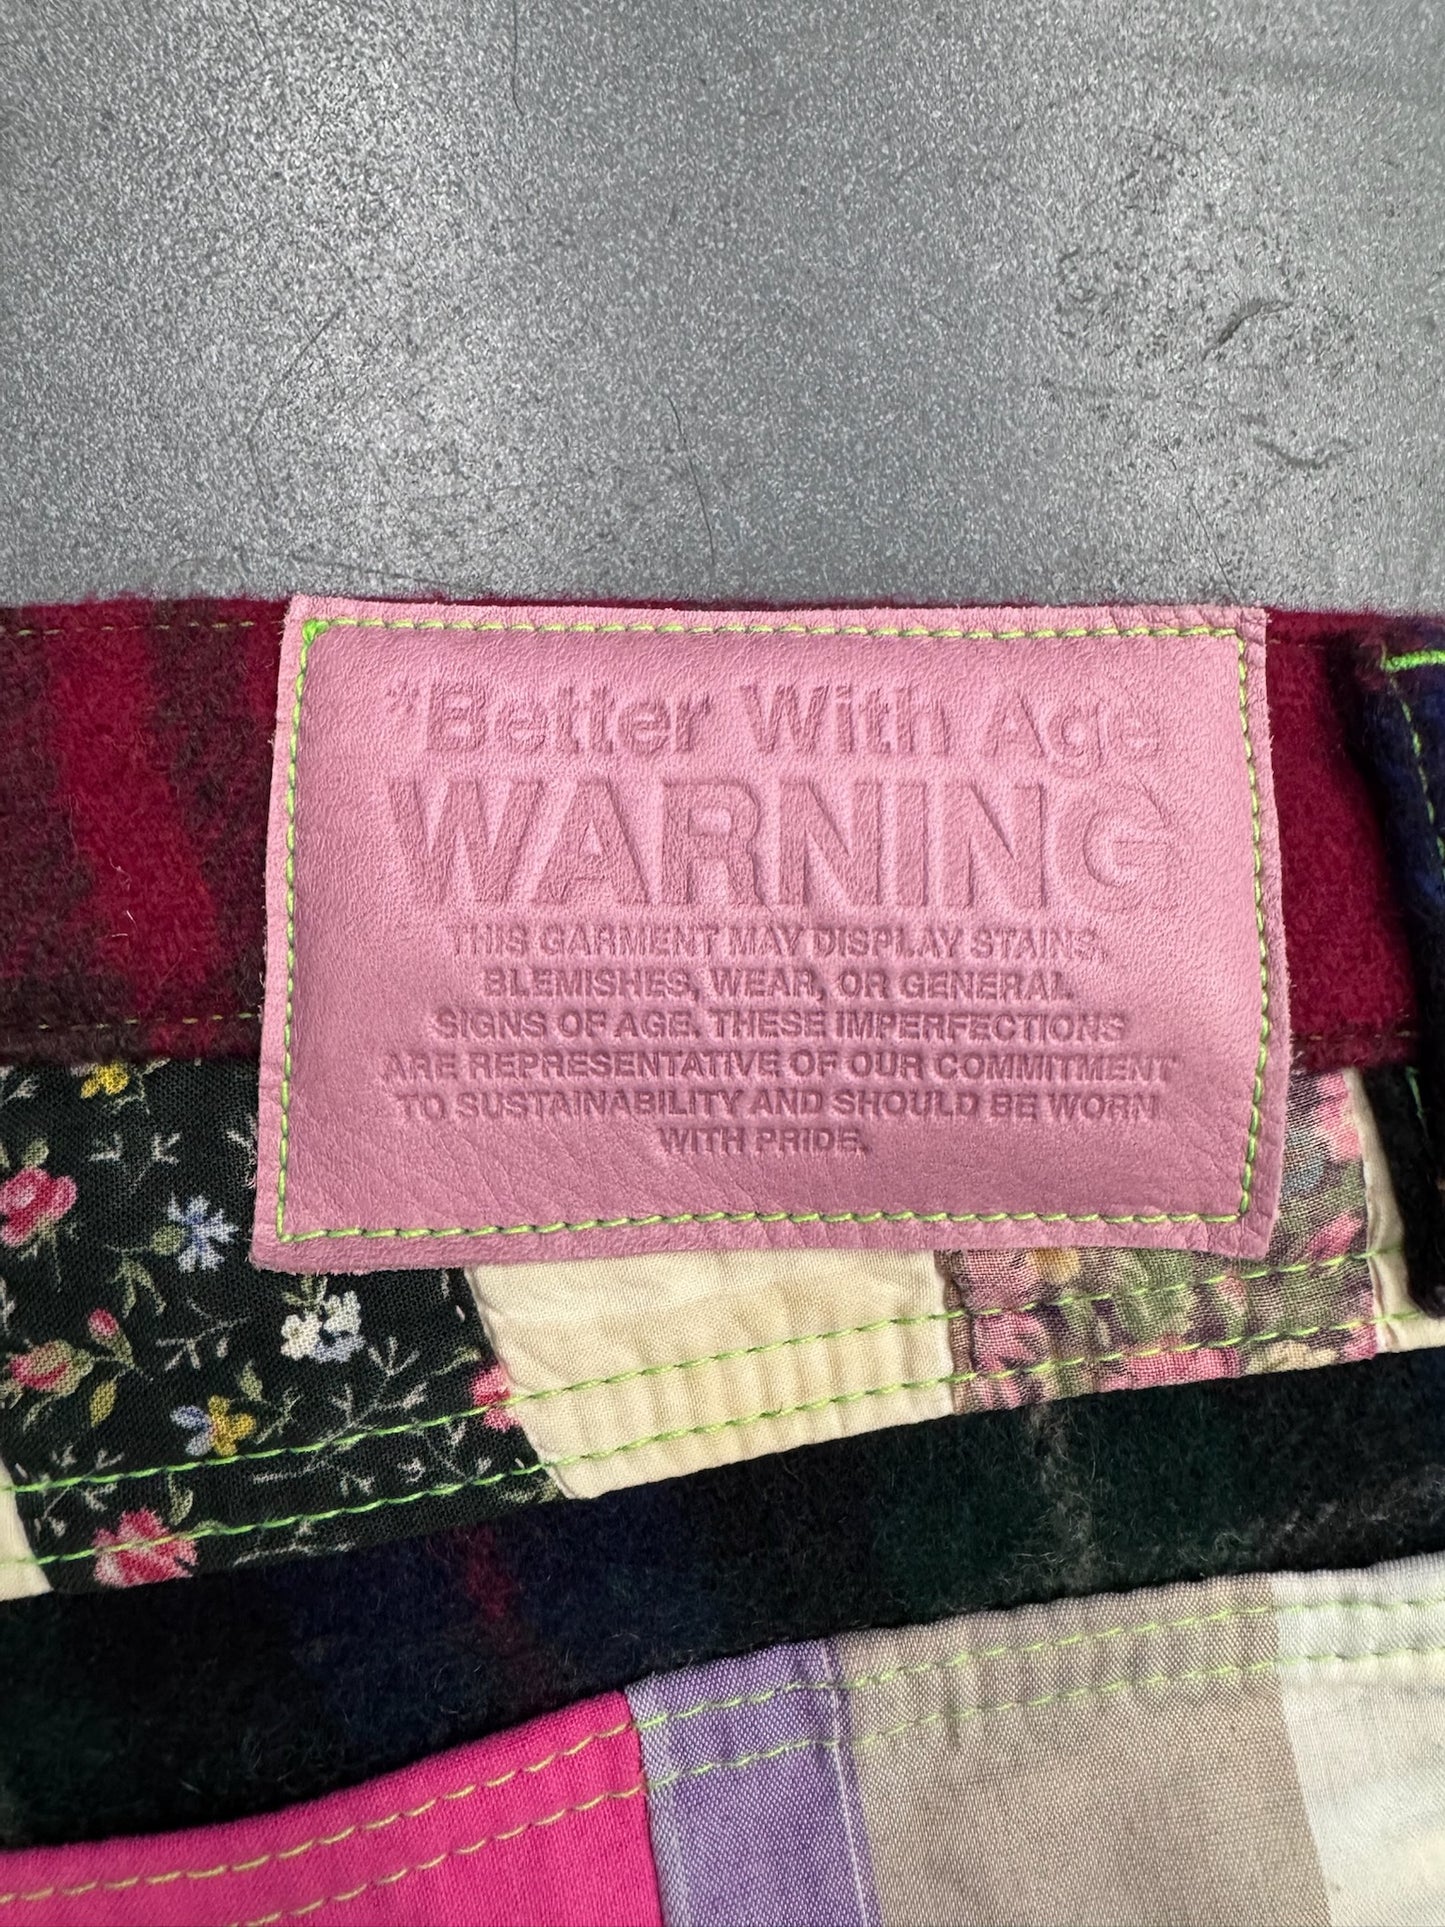 "Better With Age
WARNING
THIS GARMENT MAY DISPLAY STAINS,
BLEMISHES, WEAR, OR GENERAL
SIGNS OF AGE. THESE IMPERFECTIONS
ARE REPRESENTATIVE OF OUR COMMITMENT
TO SUSTAINABILITY AND SHOULD BE WORN
WITH PRIDE.